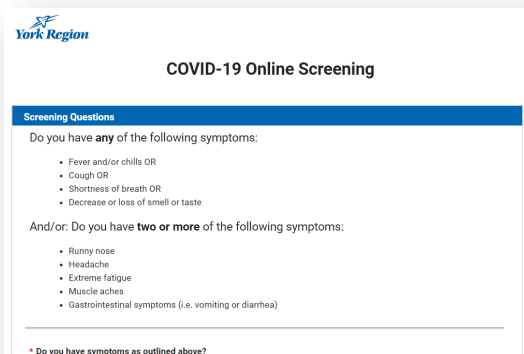 York Region
COVID-19 Online Screening
Screening Questions
Do you have any of the following symptoms:
• Fever and/or chills OR
• Cough OR
• Shortness of breath OR
• Decrease or loss of smell or taste
And/or: Do you have two or more of the following symptoms:
• Runny nose
• Headache
• Extreme fatigue
• Muscle aches
• Gastrointestinal symptoms (i.e. vomiting or diarrhea)
* Do you have symptoms as outlined above?